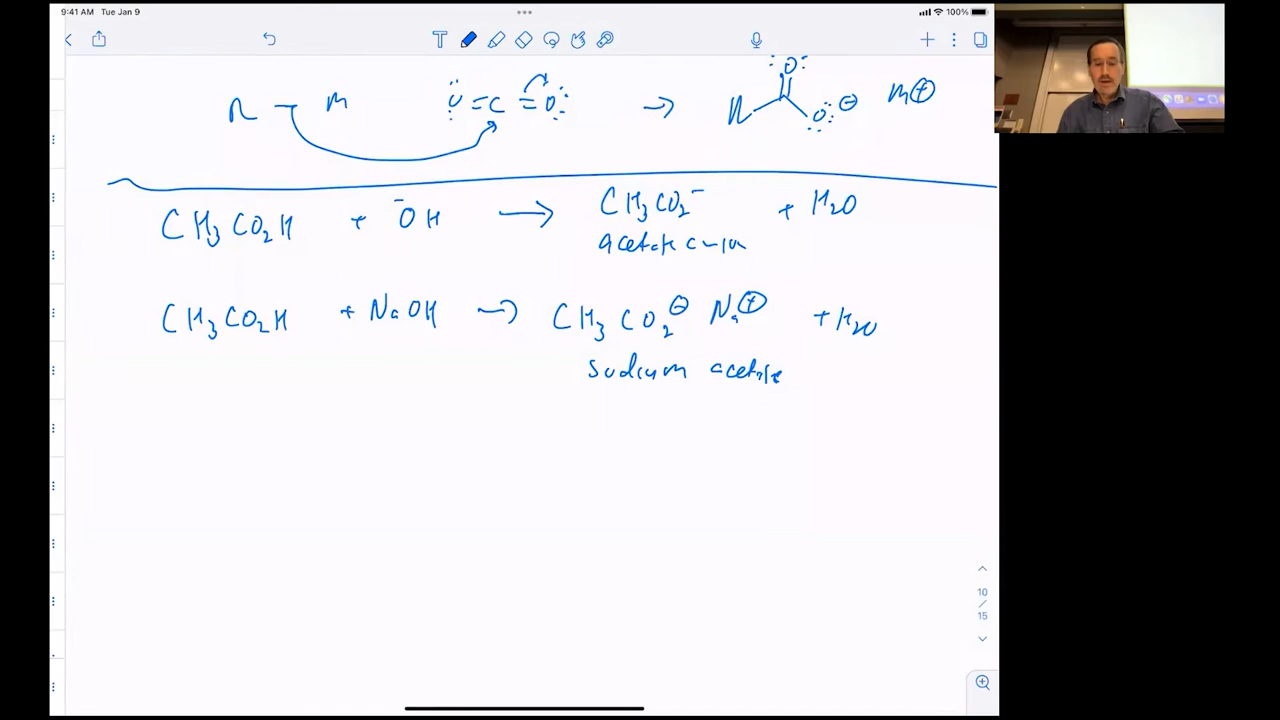 9:41 AM Tue Jan 9
100%
T
R — M :Ö=C=Ö: → R O: O:⊖ M⊕
CH3CO2H + ⁻OH → CH3CO2⁻ + H2O
acetate anion
CH3CO2H + NaOH → CH3CO2⊖ Na⊕ + H2O
sodium acetate
10
/
15